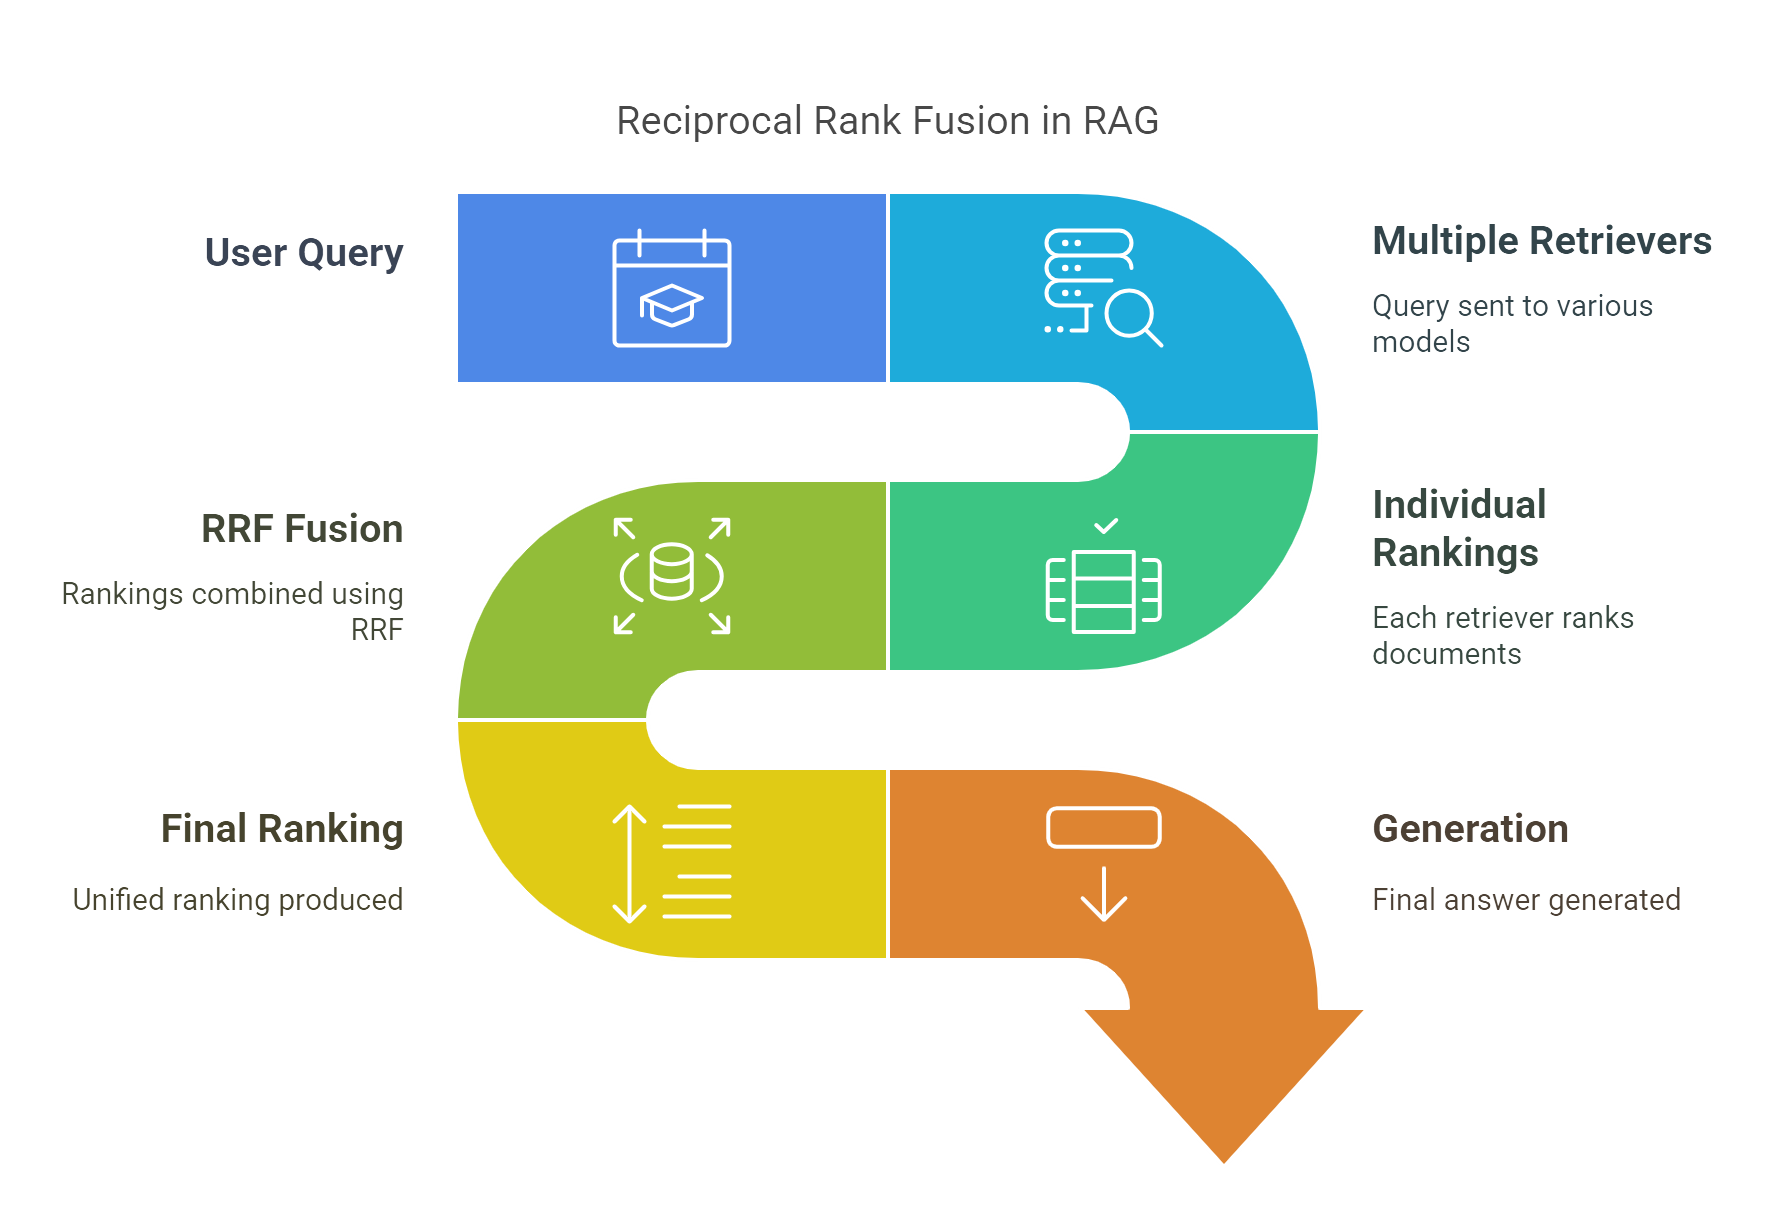 Reciprocal Rank Fusion in RAG
User Query
Multiple Retrievers
Query sent to various
models
Individual
Rankings
Each retriever ranks
documents
RRF Fusion
Rankings combined using
RRF
Final Ranking
Unified ranking produced
Generation
Final answer generated